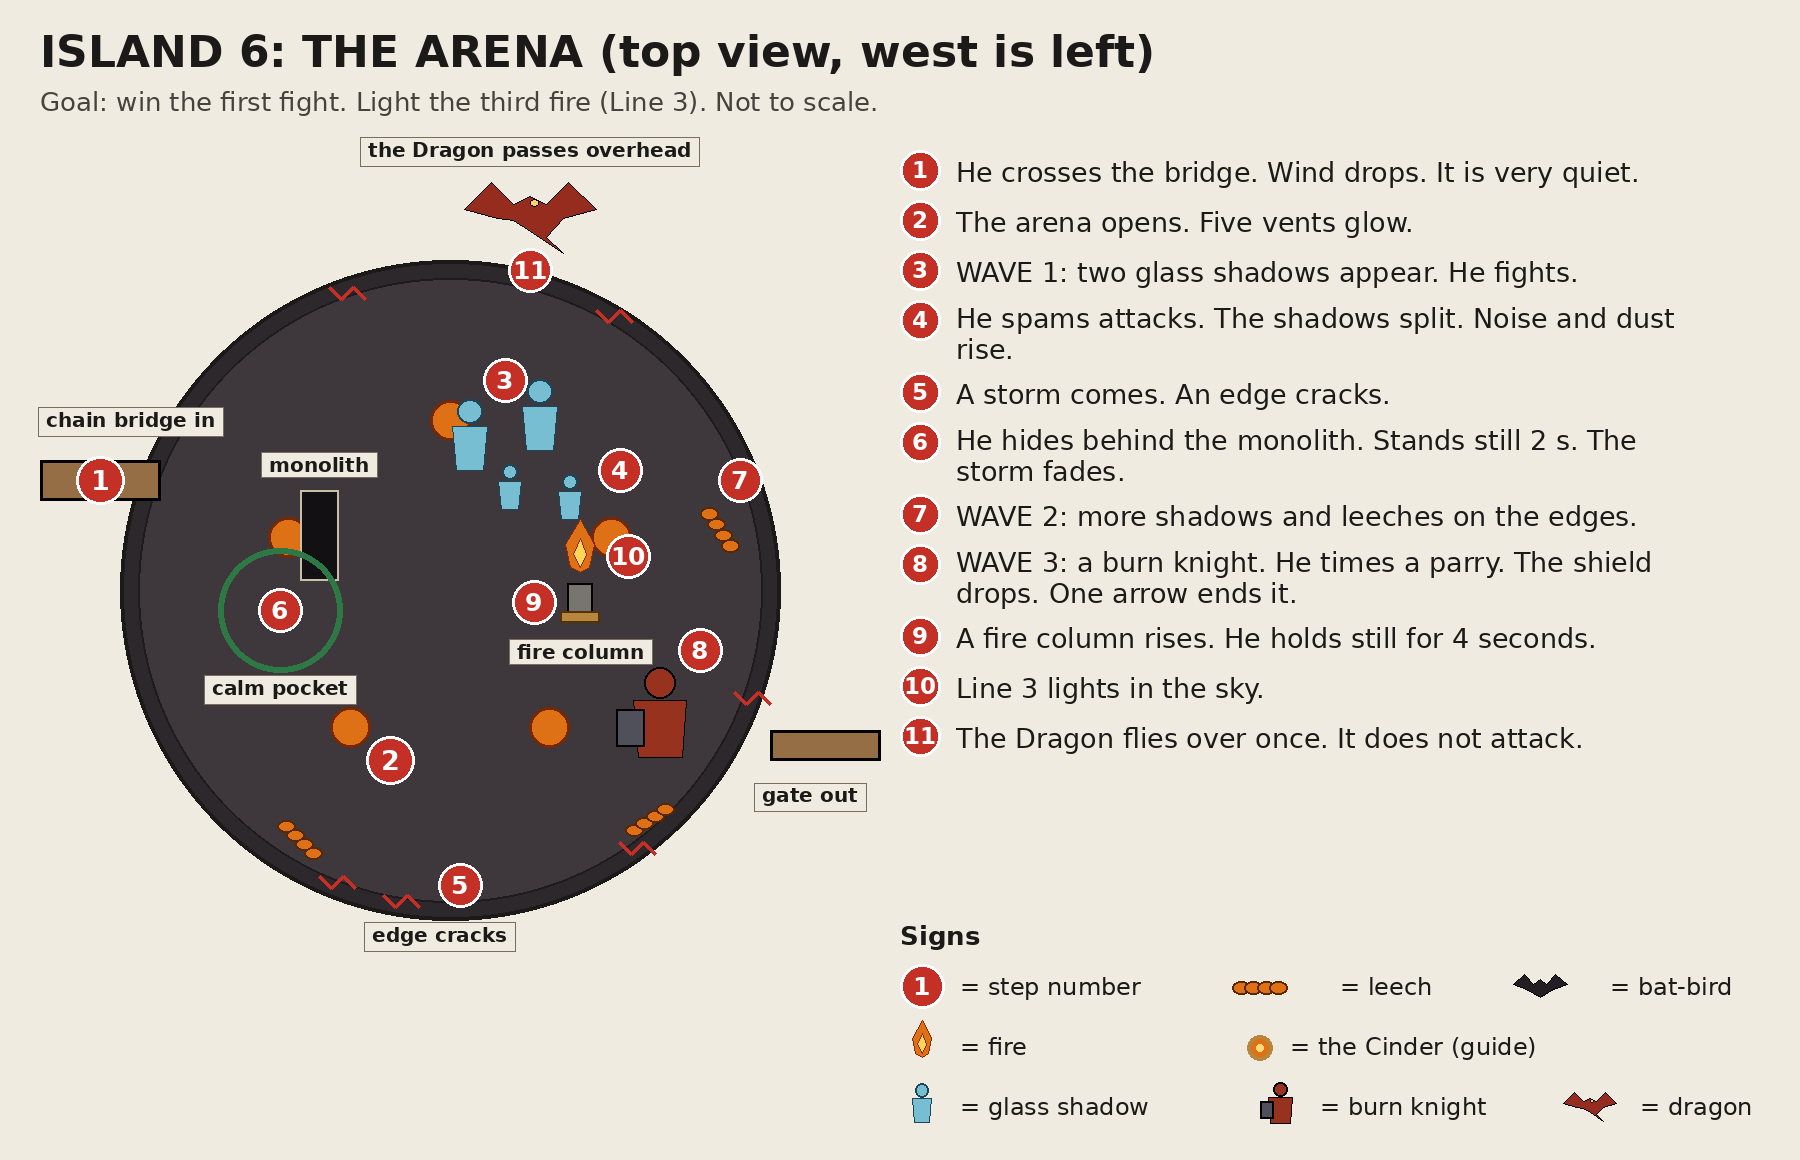 ISLAND 6: THE ARENA (top view, west is left)
Goal: win the first fight. Light the third fire (Line 3). Not to scale.
the Dragon passes overhead
11
3
chain bridge in
1
monolith
4
7
10
6
9
fire column
8
calm pocket
2
gate out
5
edge cracks
1 He crosses the bridge. Wind drops. It is very quiet.
2 The arena opens. Five vents glow.
3 WAVE 1: two glass shadows appear. He fights.
4 He spams attacks. The shadows split. Noise and dust
rise.
5 A storm comes. An edge cracks.
6 He hides behind the monolith. Stands still 2 s. The
storm fades.
7 WAVE 2: more shadows and leeches on the edges.
8 WAVE 3: a burn knight. He times a parry. The shield
drops. One arrow ends it.
9 A fire column rises. He holds still for 4 seconds.
10 Line 3 lights in the sky.
11 The Dragon flies over once. It does not attack.
Signs
1 = step number = leech = bat-bird
= fire = the Cinder (guide)
= glass shadow = burn knight = dragon